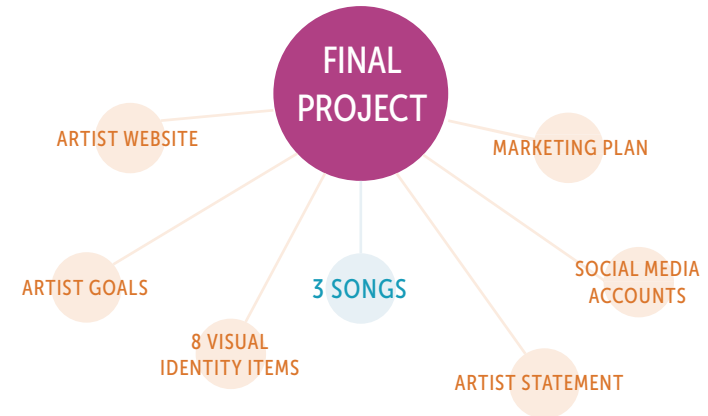 FINAL
PROJECT
ARTIST WEBSITE
MARKETING PLAN
ARTIST GOALS
3 SONGS
SOCIAL MEDIA
ACCOUNTS
8 VISUAL
IDENTITY ITEMS
ARTIST STATEMENT